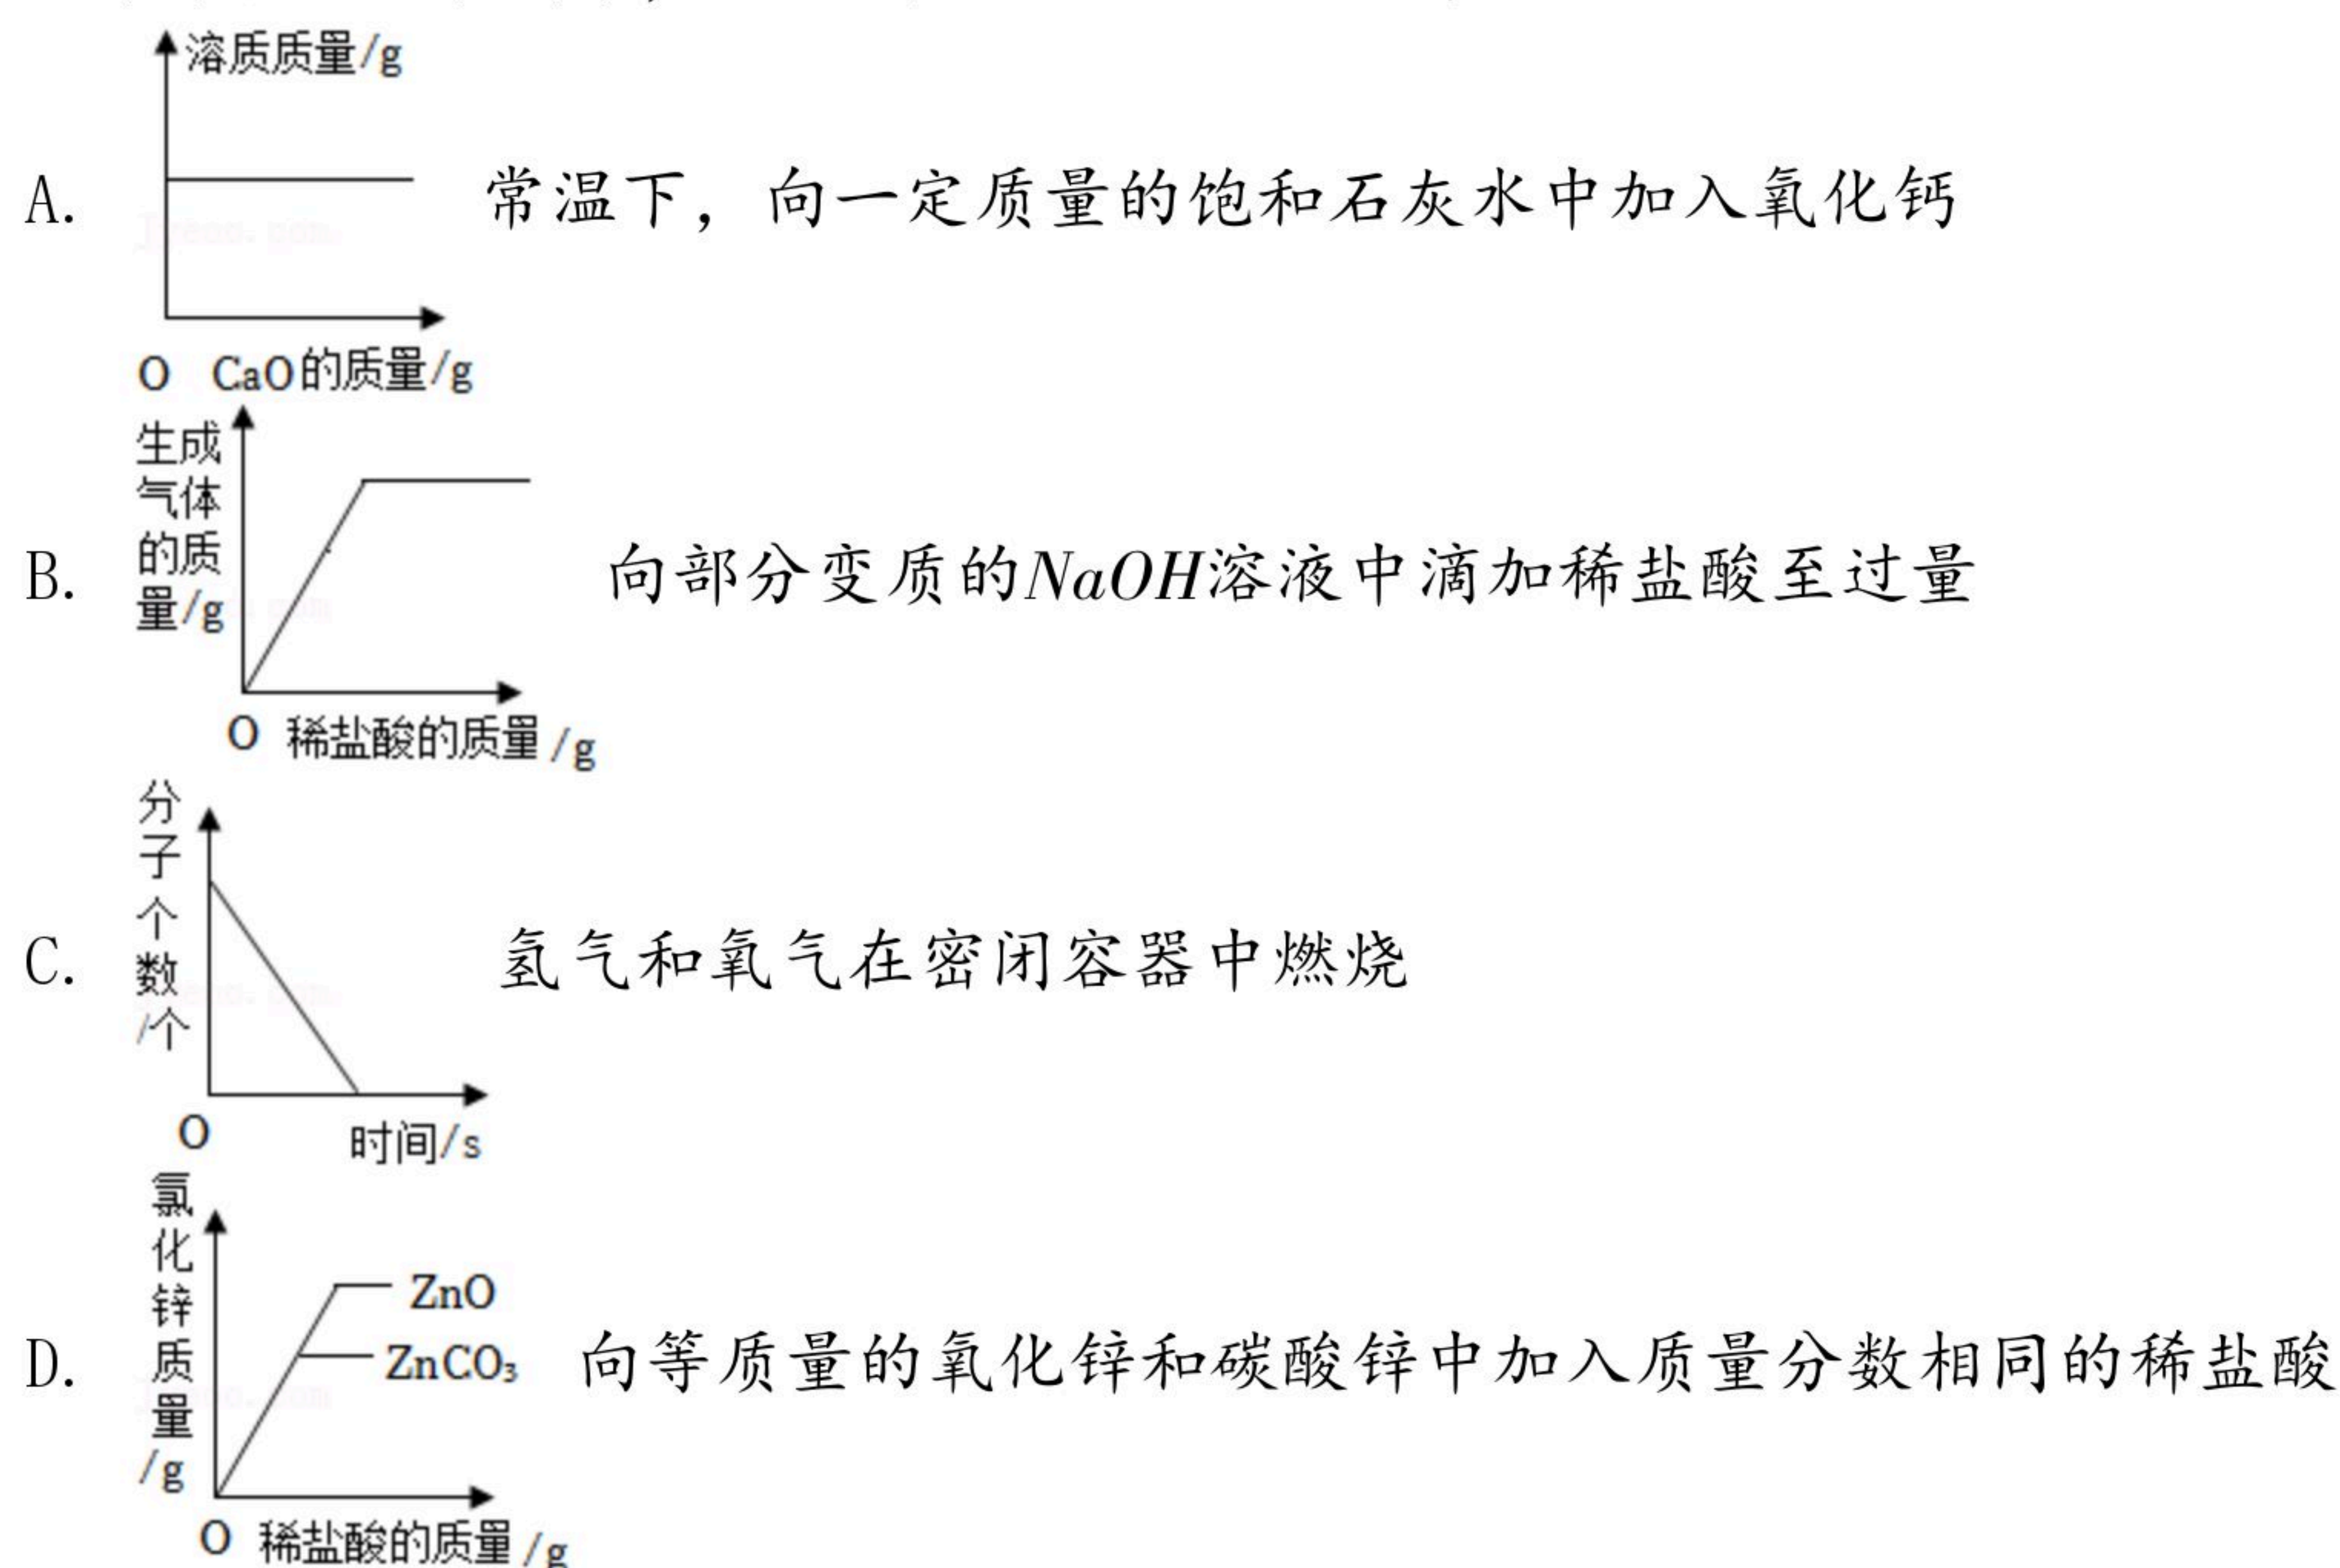 溶质质量/g
A. 常温下，向一定质量的饱和石灰水中加入氧化钙
O CaO的质量/g
生成
气体
的质
量/g
B. 向部分变质的NaOH溶液中滴加稀盐酸至过量
O 稀盐酸的质量/g
分
子
个
数
/个
C. 氢气和氧气在密闭容器中燃烧
O 时间/s
氯
化
锌
质
量
/g
ZnO
ZnCO₃
D. 向等质量的氧化锌和碳酸锌中加入质量分数相同的稀盐酸
O 稀盐酸的质量/g